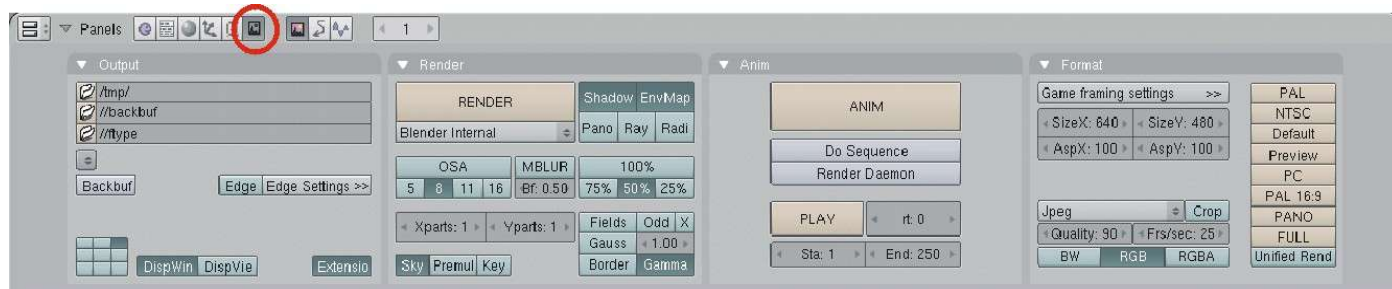 Panels 1
Output
/tmp/
//backbuf
//ftype
Backbuf Edge Edge Settings >>
DispWin DispVie Extensio
Render
RENDER
Blender Internal
Shadow EnvMap
Pano Ray Radi
OSA MBLUR 100%
5 8 11 16 Bf: 0.50 75% 50% 25%
Xparts: 1 Yparts: 1 Fields Odd X
Gauss 1.00
Sky Premul Key Border Gamma
Anim
ANIM
Do Sequence
Render Daemon
PLAY rt: 0
Sta: 1 End: 250
Format
Game framing settings >>
SizeX: 640 SizeY: 480
AspX: 100 AspY: 100
Jpeg Crop
Quality: 90 Frs/sec: 25
BW RGB RGBA
PAL
NTSC
Default
Preview
PC
PAL 16:9
PANO
FULL
Unified Rend